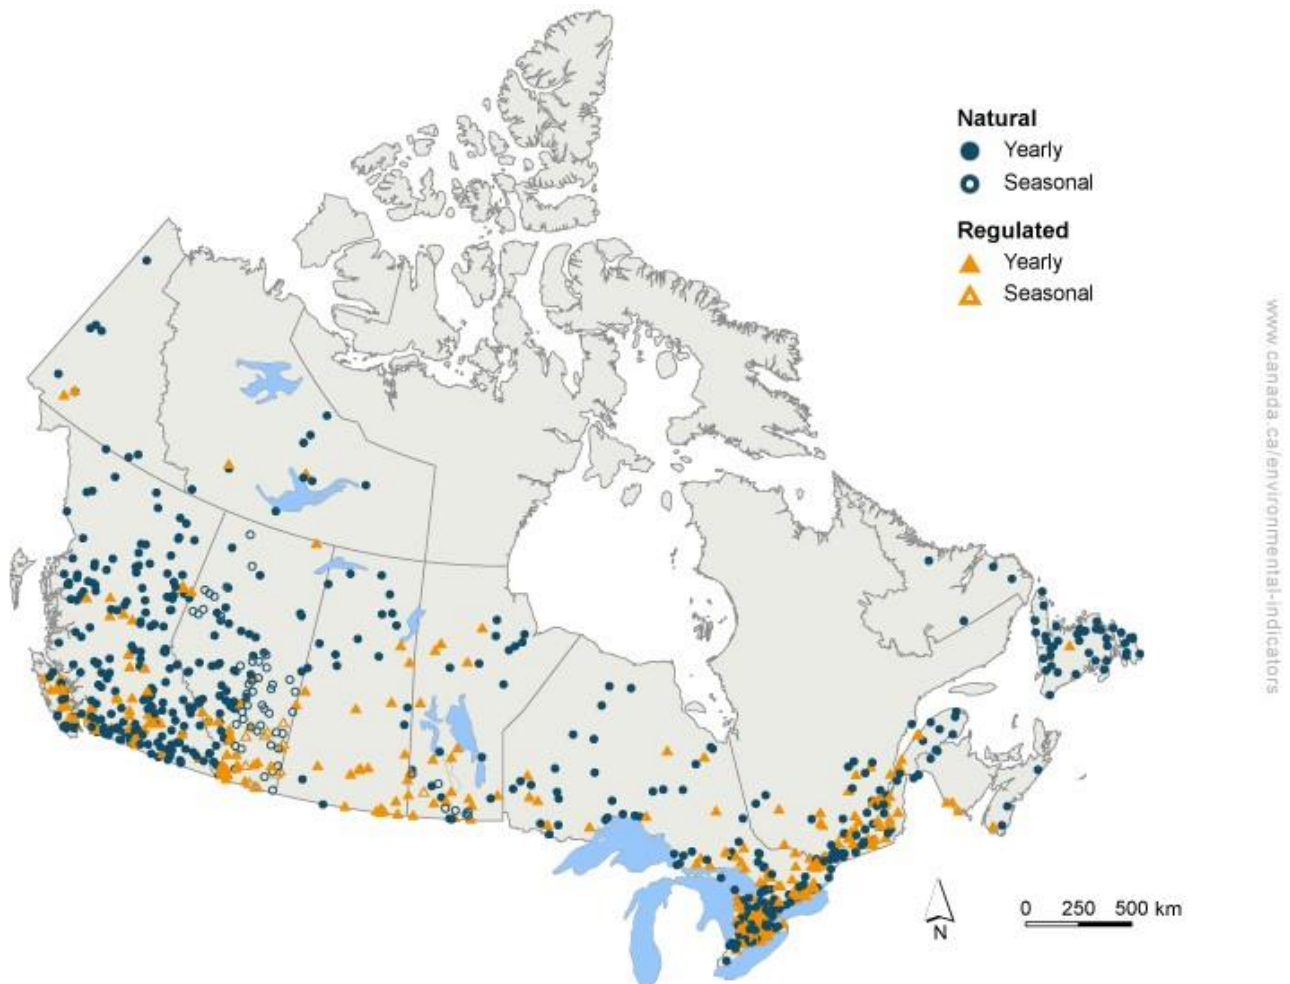 Natural
Yearly
Seasonal
Regulated
Yearly
Seasonal
www.canada.ca/environmental-indicators
0 250 500 km
N